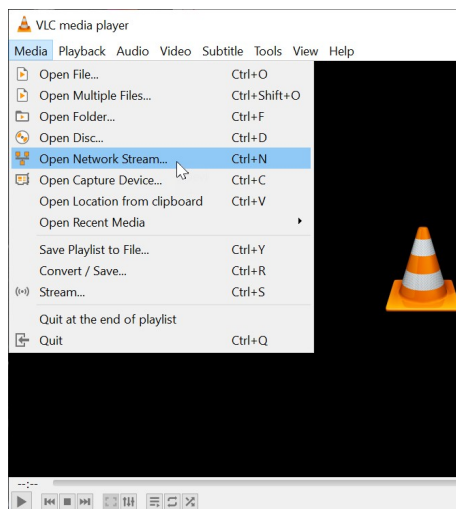 VLC media player
Media Playback Audio Video Subtitle Tools View Help
Open File... Ctrl+O
Open Multiple Files... Ctrl+Shift+O
Open Folder... Ctrl+F
Open Disc... Ctrl+D
Open Network Stream... Ctrl+N
Open Capture Device... Ctrl+C
Open Location from clipboard Ctrl+V
Open Recent Media
Save Playlist to File... Ctrl+Y
Convert / Save... Ctrl+R
Stream... Ctrl+S
Quit at the end of playlist
Quit Ctrl+Q
--:--